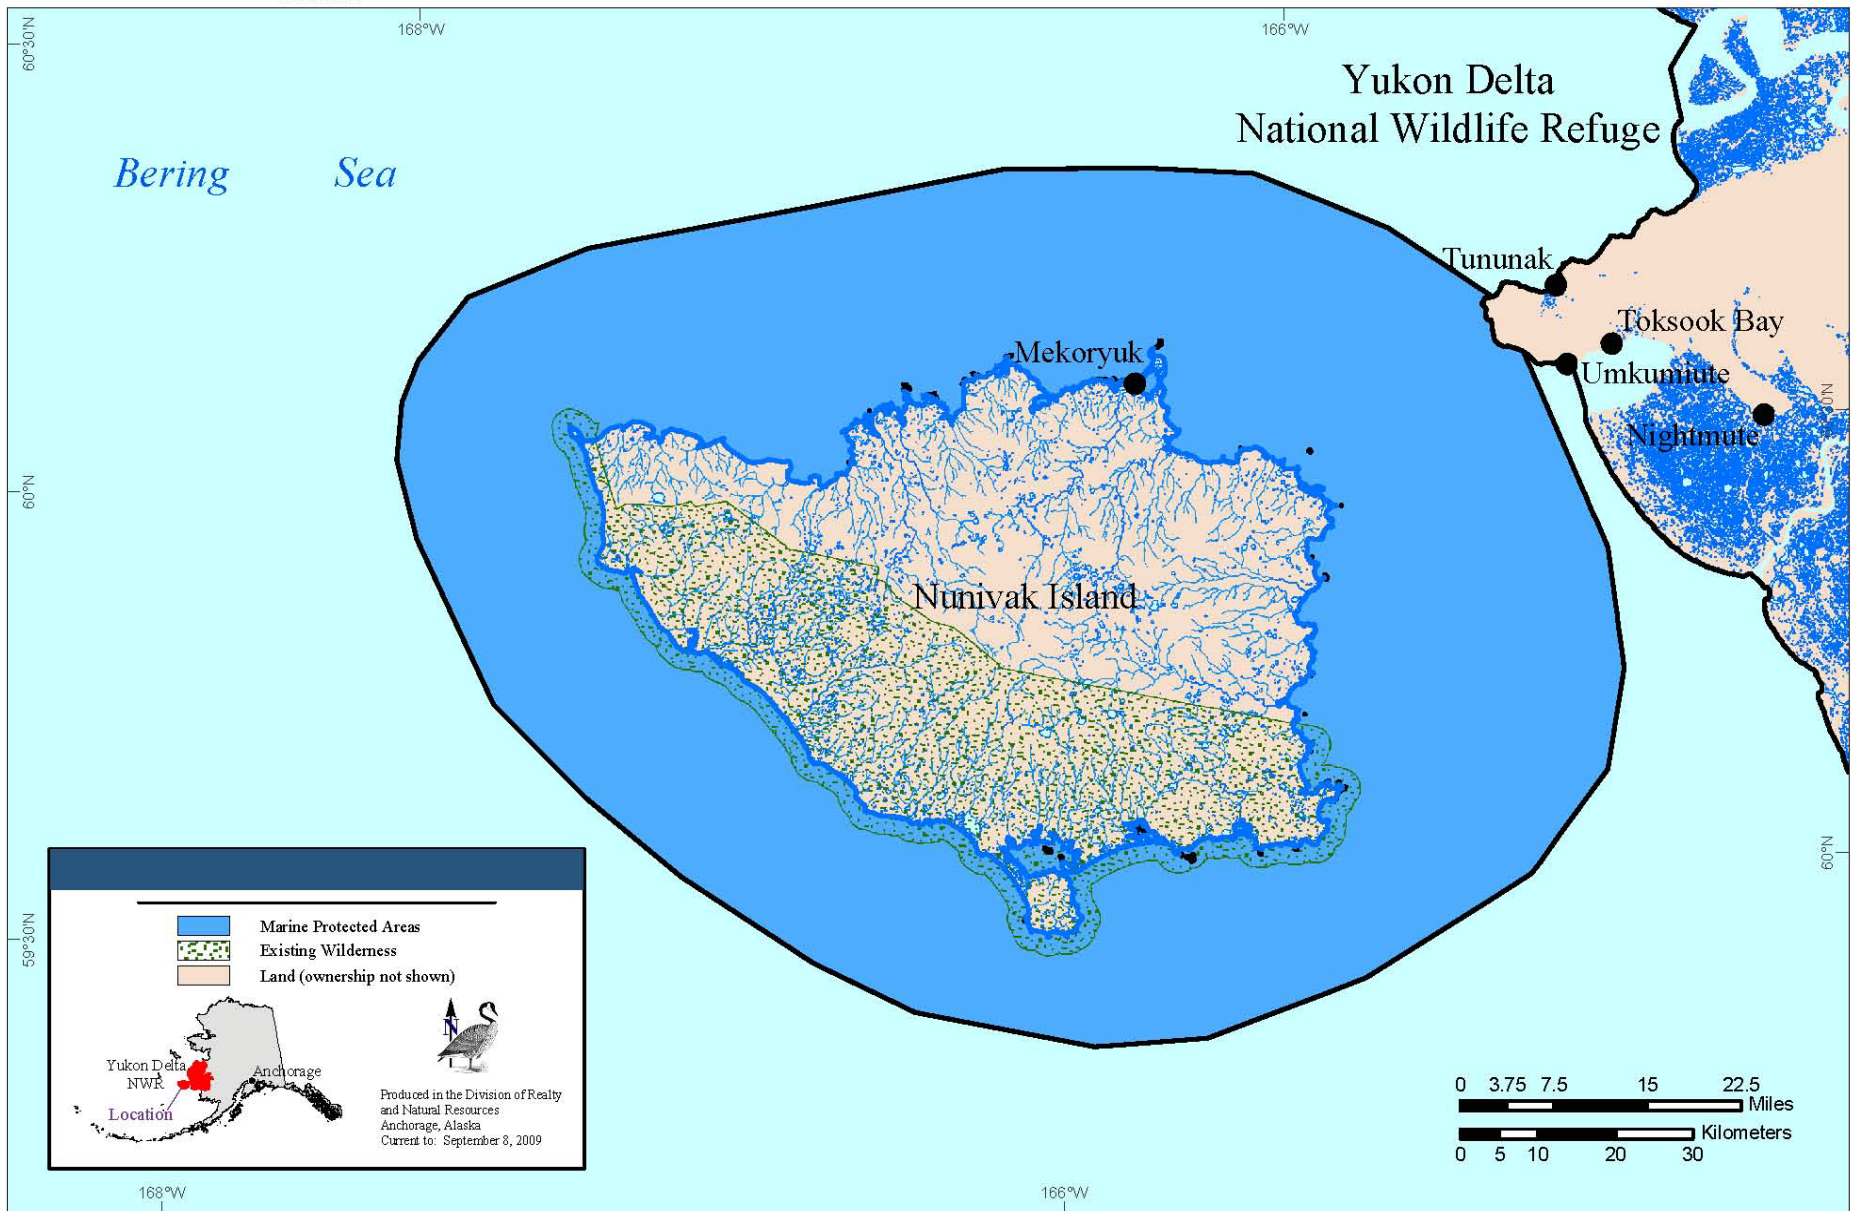 168°W
166°W
60°30'N
Yukon Delta
National Wildlife Refuge
Bering Sea
Tununak
Toksook Bay
Mekoryuk
Umkumiute
Nightmute
60°N
Nunivak Island
60°N
59°30'N
Marine Protected Areas
Existing Wilderness
Land (ownership not shown)
N
Yukon Delta
NWR
Anchorage
Location
Produced in the Division of Realty
and Natural Resources
Anchorage, Alaska
Current to: September 8, 2009
0 3.75 7.5 15 22.5
Miles
Kilometers
0 5 10 20 30
168°W
166°W